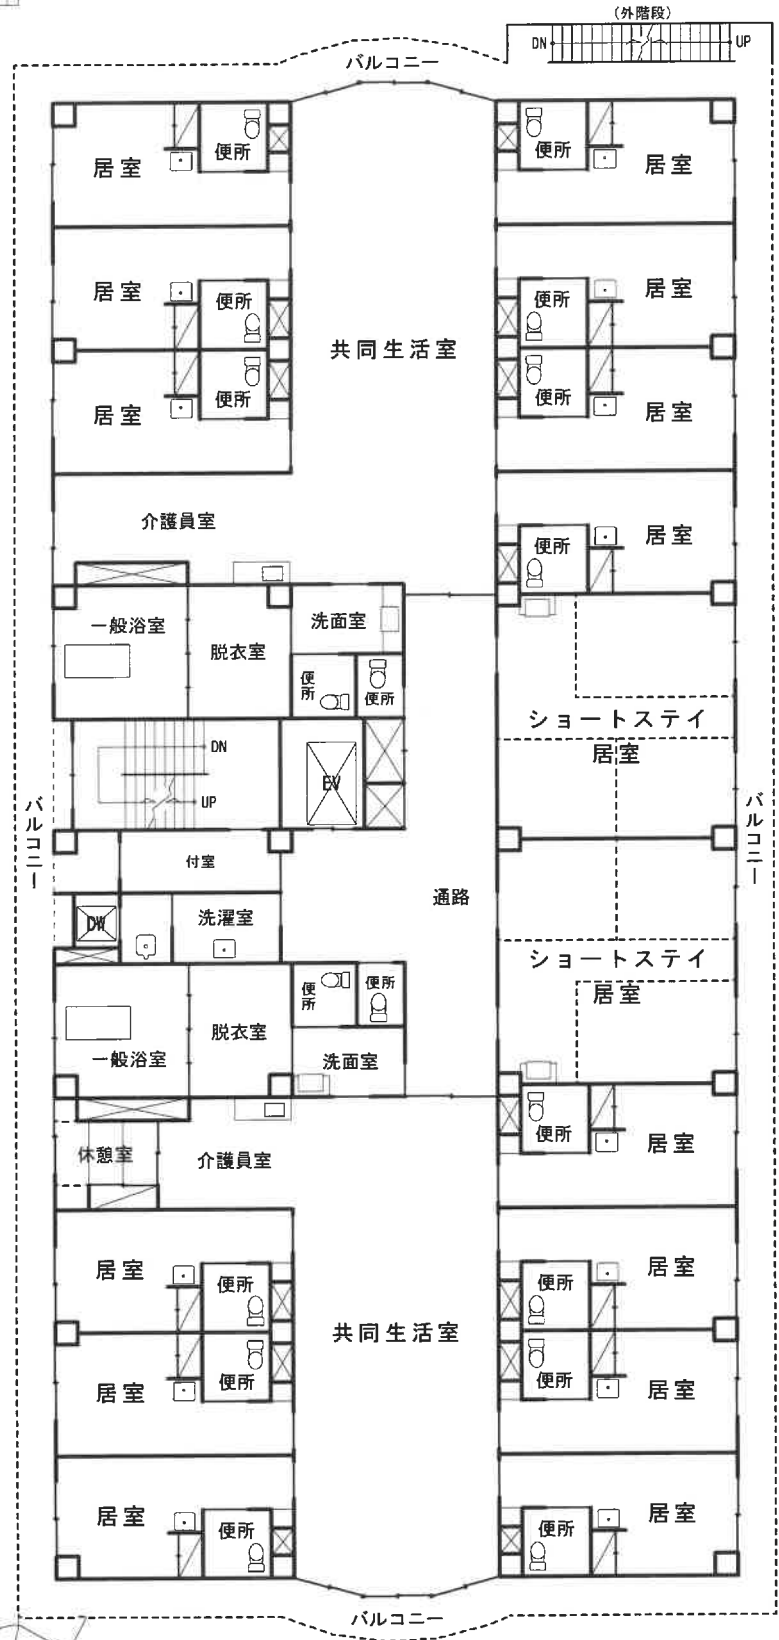 (外階段)
DN
UP
バルコニー
便所
便所
居室
居室
居室
便所
便所
居室
共同生活室
居室
便所
便所
居室
介護員室
便所
居室
一般浴室
脱衣室
洗面室
便所
便所
ショートステイ
居室
DN
EV
UP
バルコニー
バルコニー
付室
通路
DW
洗濯室
ショートステイ
居室
便所
便所
脱衣室
一般浴室
洗面室
便所
居室
休憩室
介護員室
居室
便所
便所
居室
共同生活室
居室
便所
便所
居室
居室
便所
便所
居室
バルコニー